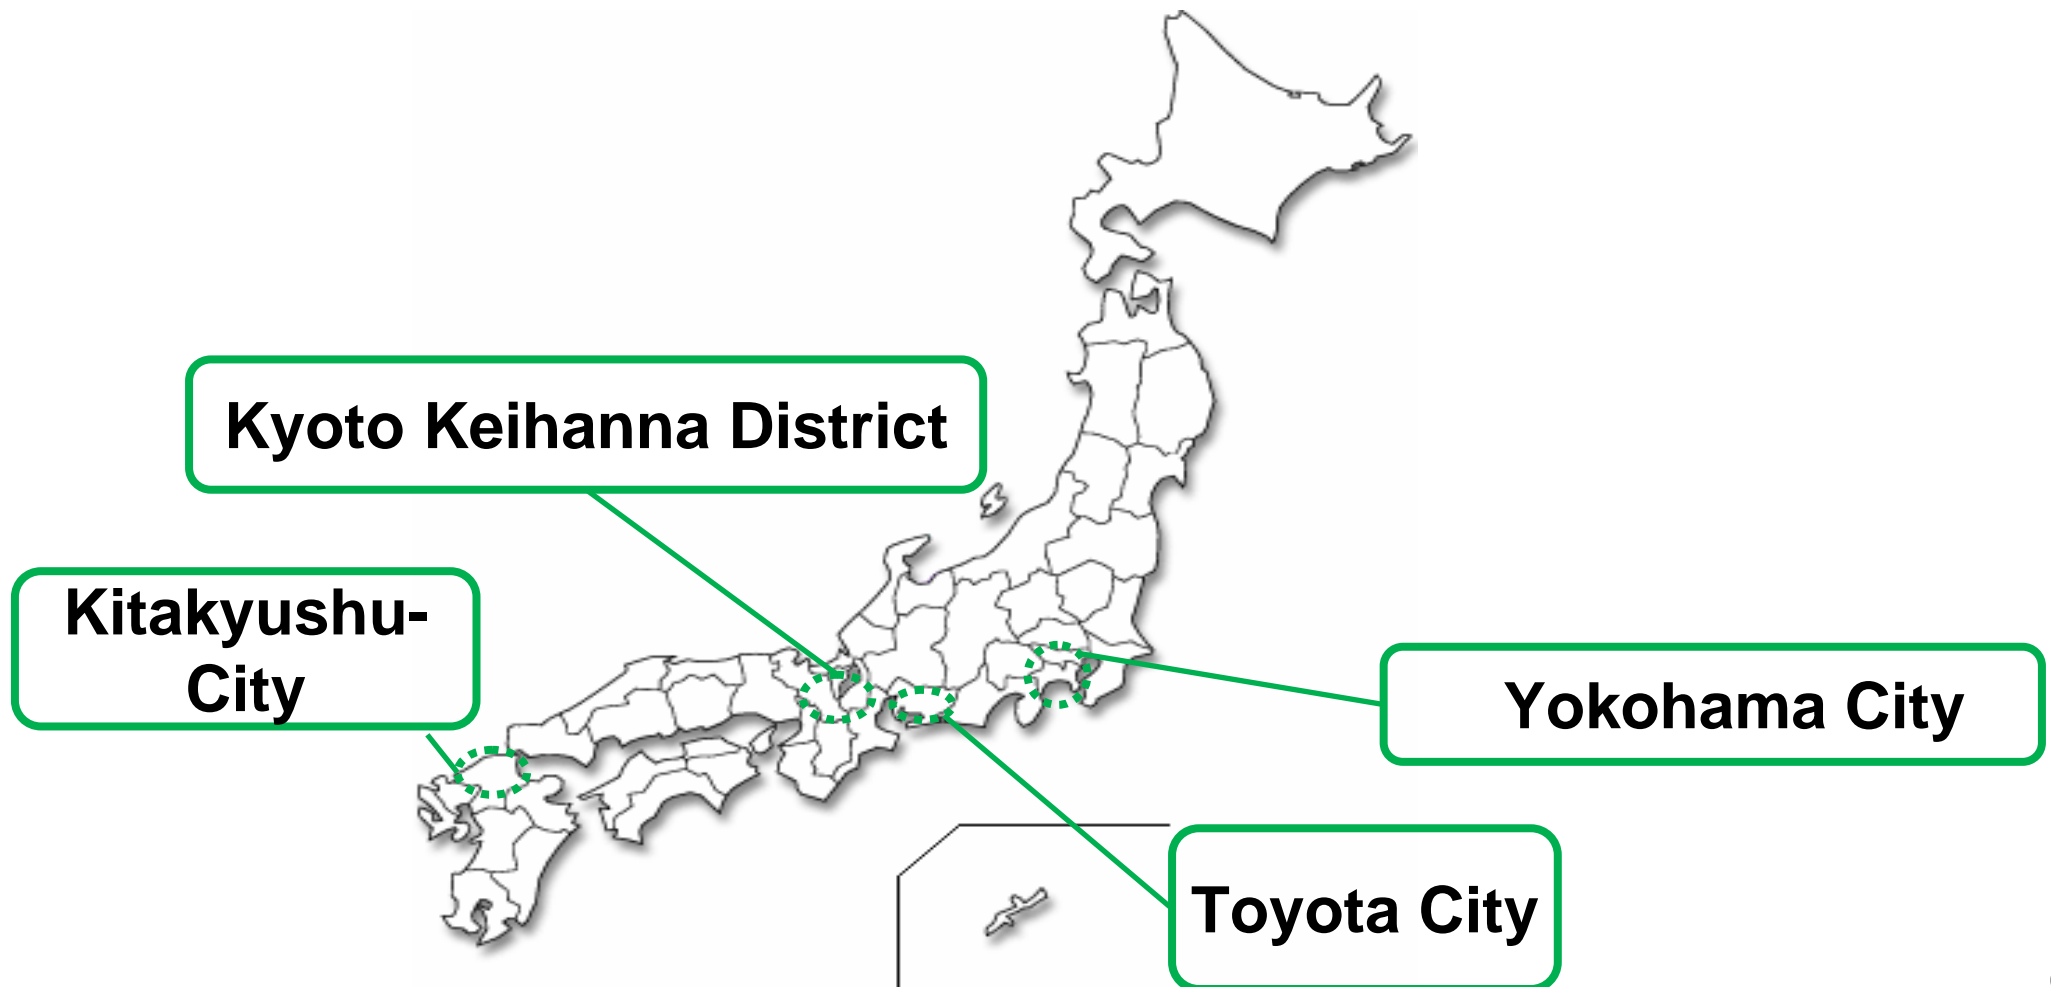 Kyoto Keihanna District
Kitakyushu-
City
Yokohama City
Toyota City